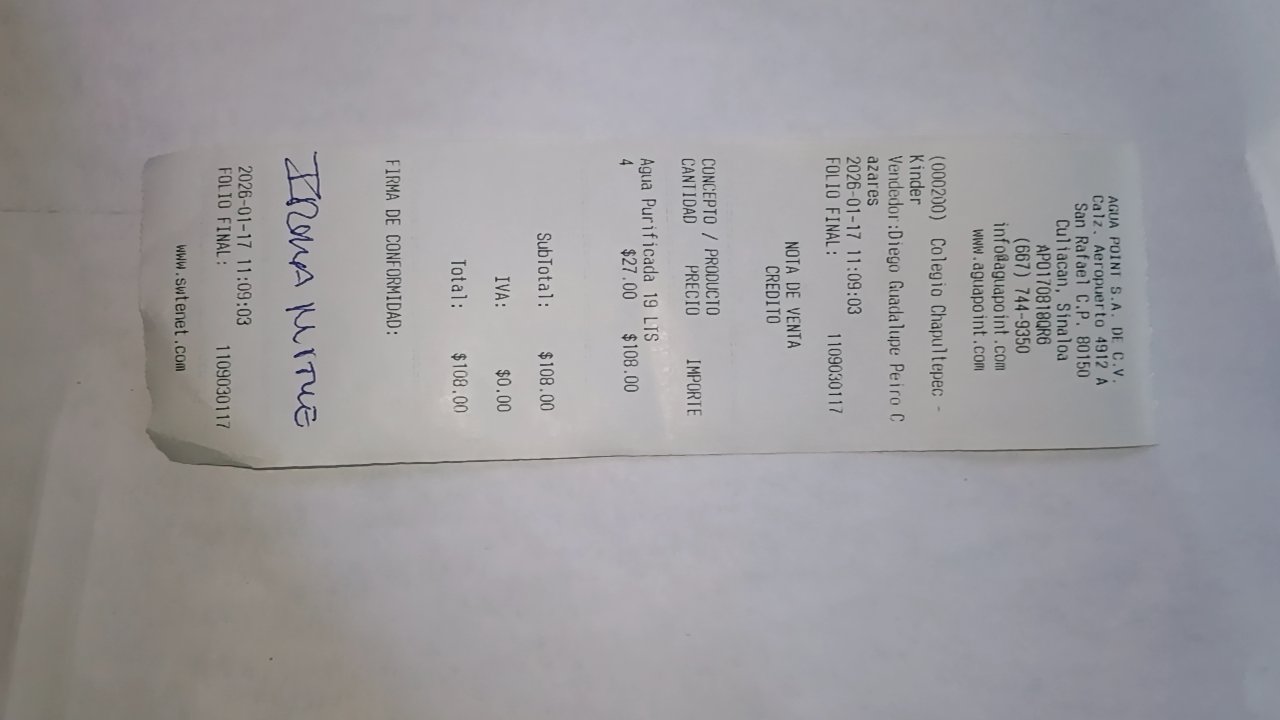 AGUA POINT S.A. DE C.V.
Calz. Aeropuerto 4912 A
San Rafael C.P. 80150
Culiacan, Sinaloa
APO170818QR6
(667) 744-9350
info@aguapoint.com
www.aguapoint.com
(000200) Colegio Chapultepec -
Kinder
Vendedor:Diego Guadalupe Peiro C
azares
2026-01-17 11:09:03
FOLIO FINAL: 1109030117
NOTA DE VENTA
CREDITO
CONCEPTO / PRODUCTO
CANTIDAD PRECIO IMPORTE
Agua Purificada 19 LTS
4 $27.00 $108.00
SubTotal: $108.00
IVA: $0.00
Total: $108.00
FIRMA DE CONFORMIDAD:
IRMA
2026-01-17 11:09:03
FOLIO FINAL: 1109030117
www.swtenet.com